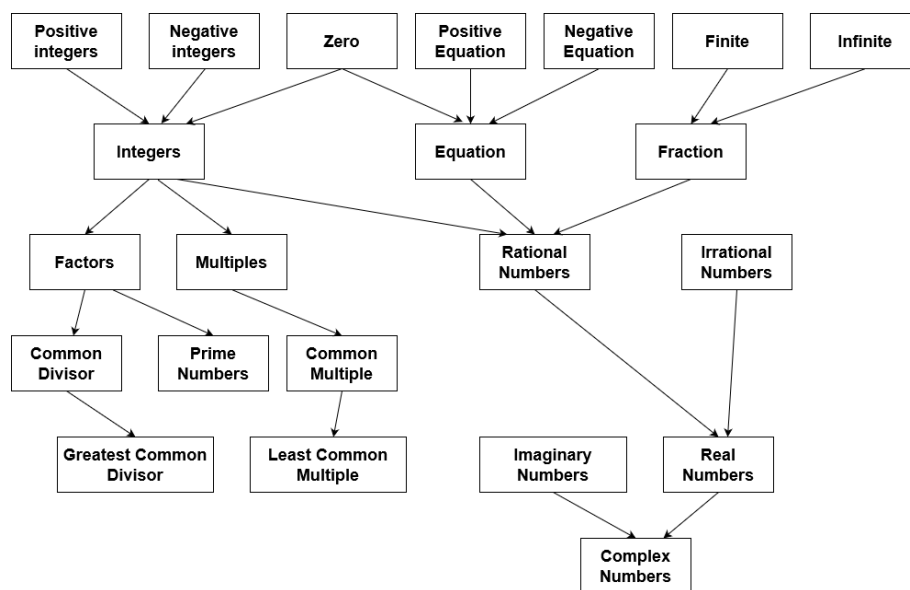 Positive
integers
Negative
integers
Zero
Positive
Equation
Negative
Equation
Finite
Infinite
Integers
Equation
Fraction
Factors
Multiples
Rational
Numbers
Irrational
Numbers
Common
Divisor
Prime
Numbers
Common
Multiple
Greatest Common
Divisor
Least Common
Multiple
Imaginary
Numbers
Real
Numbers
Complex
Numbers